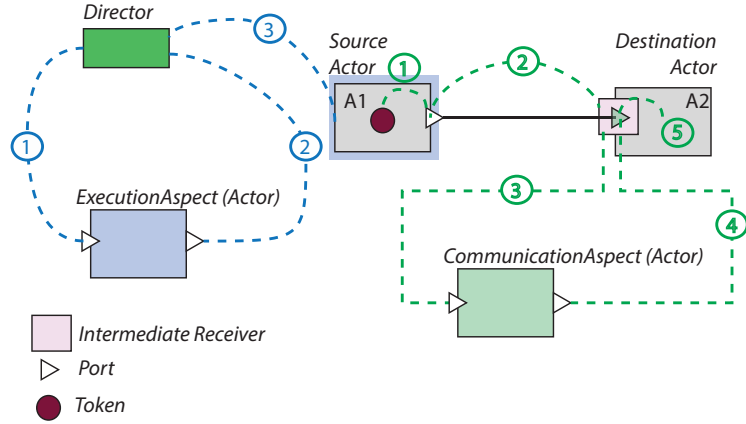 Director
3
Source
Actor
Destination
Actor
1
2
A1
A2
5
1
2
3
ExecutionAspect (Actor)
4
CommunicationAspect (Actor)
Intermediate Receiver
Port
Token